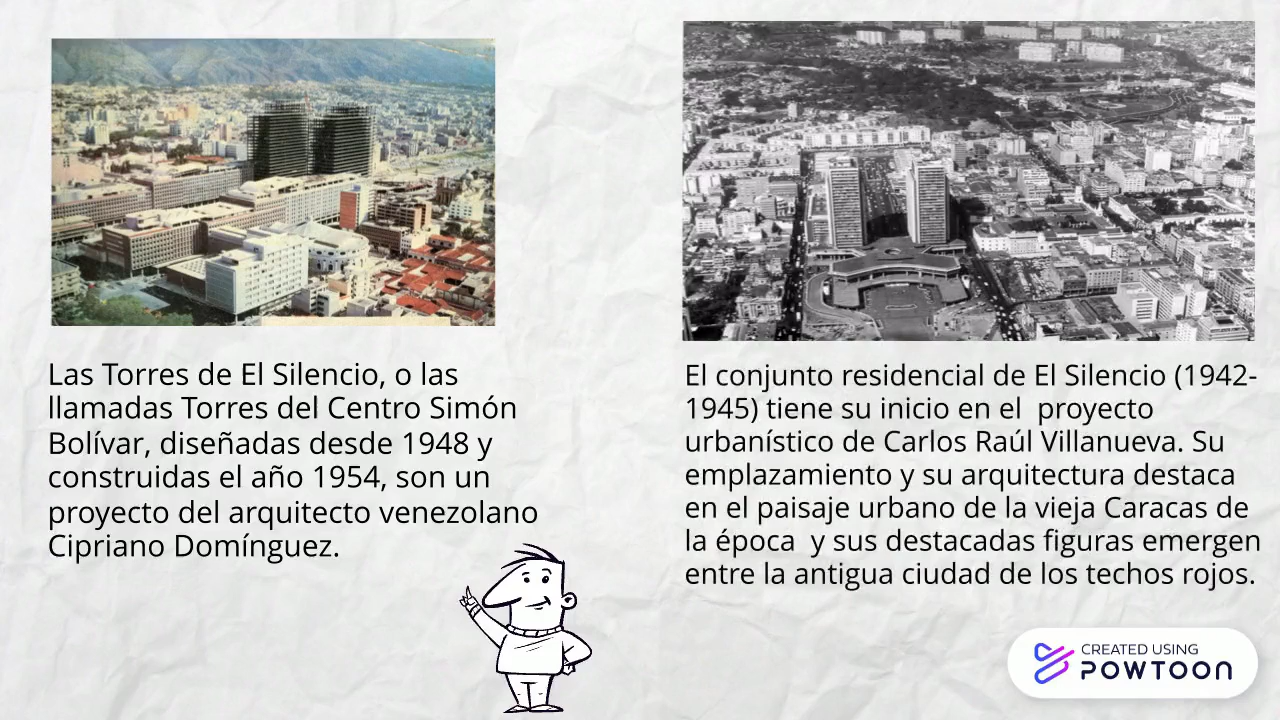 Las Torres de El Silencio, o las
llamadas Torres del Centro Simón
Bolívar, diseñadas desde 1948 y
construidas el año 1954, son un
proyecto del arquitecto venezolano
Cipriano Domínguez.
El conjunto residencial de El Silencio (1942-
1945) tiene su inicio en el  proyecto
urbanístico de Carlos Raúl Villanueva. Su
emplazamiento y su arquitectura destaca
en el paisaje urbano de la vieja Caracas de
la época  y sus destacadas figuras emergen
entre la antigua ciudad de los techos rojos.
CREATED USING
POWTOON